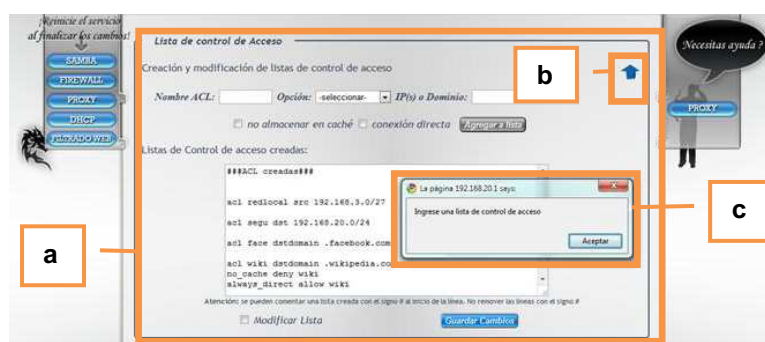 ¡Reinicie el servicio
al finalizar los cambios!
SAMBA
FIREWALL
PROXY
DHCP
FILTRADO WEB
Lista de control de Acceso
Creación y modificación de listas de control de acceso
Nombre ACL: Opción: -seleccionar- IP(s) o Dominio:
no almacenar en caché conexión directa Agregar a lista
Listas de Control de acceso creadas:
###ACL creadas###
acl redlocal src 192.168.3.0/27
acl segu dst 192.168.20.0/24
acl face dstdomain .facebook.com
acl wiki dstdomain .wikipedia.co
no_cache deny wiki
always_direct allow wiki
Atención: se pueden comentar una lista creada con el signo # al inicio de la línea. No remover las líneas con el signo #
Modificar Lista Guardar Cambios
La página 192.168.20.1 says:
Ingrese una lista de control de acceso
Aceptar
Necesitas ayuda ?
PROXY
a
b
c